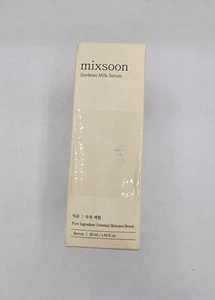 mixsoon
Soybean Milk Serum
믹순 | 두유 세럼
Pure Ingredient Oriented Skincare Brand
Serum | 50 ml / 1.69 fl. oz